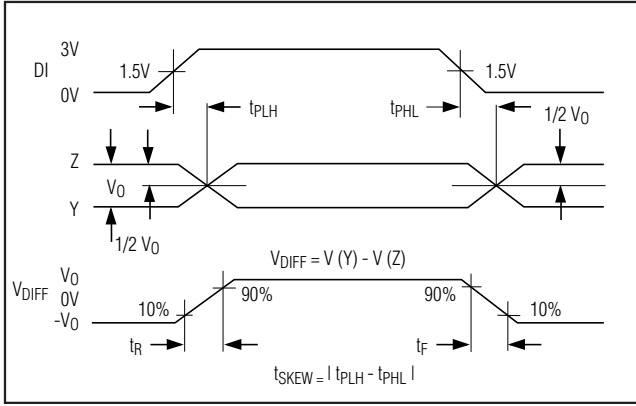 3V
DI
1.5V
1.5V
0V
tPLH
tPHL
1/2 VO
Z
VO
Y
1/2 VO
VDIFF = V (Y) - V (Z)
VO
VDIFF 0V
-VO
10%
90%
90%
10%
tR
tF
tSKEW = | tPLH - tPHL |